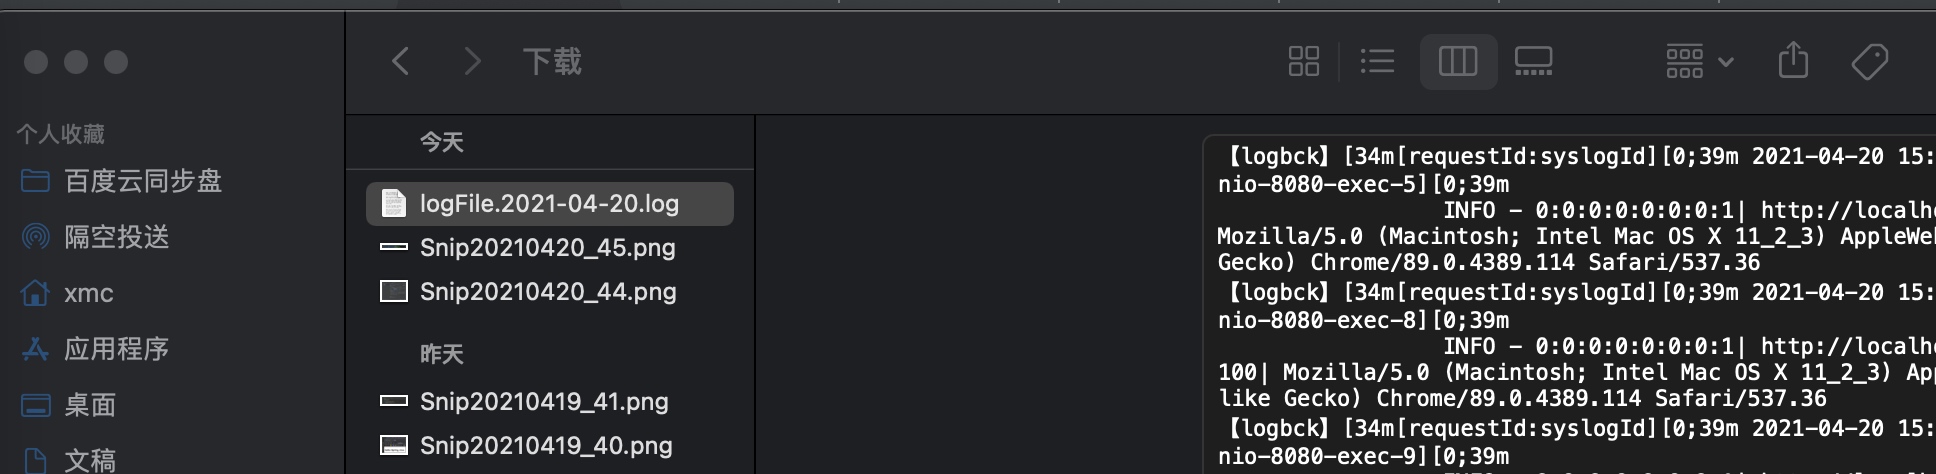 下载
个人收藏
百度云同步盘
隔空投送
xmc
应用程序
桌面
文稿
今天
logFile.2021-04-20.log
Snip20210420_45.png
Snip20210420_44.png
昨天
Snip20210419_41.png
Snip20210419_40.png
【logbck】[34m[requestId:syslogId][0;39m 2021-04-20 15:
nio-8080-exec-5][0;39m
INFO - 0:0:0:0:0:0:0:1| http://localh
Mozilla/5.0 (Macintosh; Intel Mac OS X 11_2_3) AppleWe
Gecko) Chrome/89.0.4389.114 Safari/537.36
【logbck】[34m[requestId:syslogId][0;39m 2021-04-20 15:
nio-8080-exec-8][0;39m
INFO - 0:0:0:0:0:0:0:1| http://localh
100| Mozilla/5.0 (Macintosh; Intel Mac OS X 11_2_3) Ap
like Gecko) Chrome/89.0.4389.114 Safari/537.36
【logbck】[34m[requestId:syslogId][0;39m 2021-04-20 15:
nio-8080-exec-9][0;39m